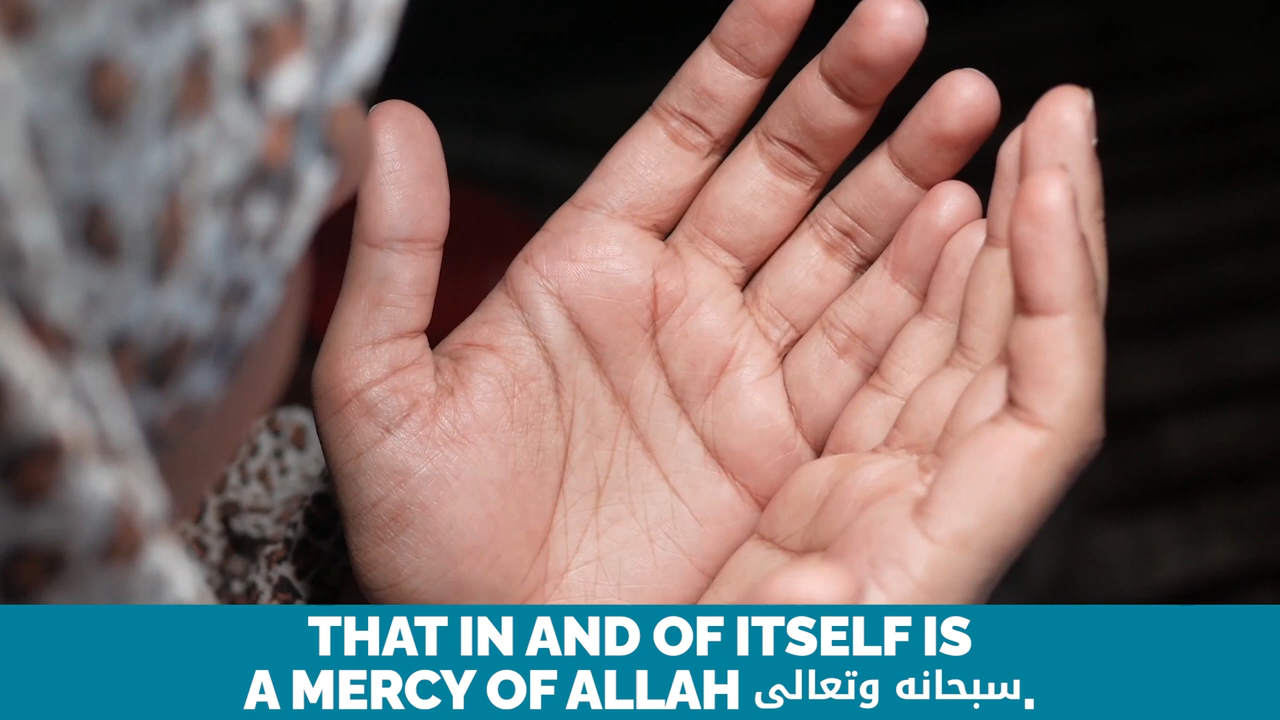 THAT IN AND OF ITSELF IS
A MERCY OF ALLAH سبحانه وتعالى.